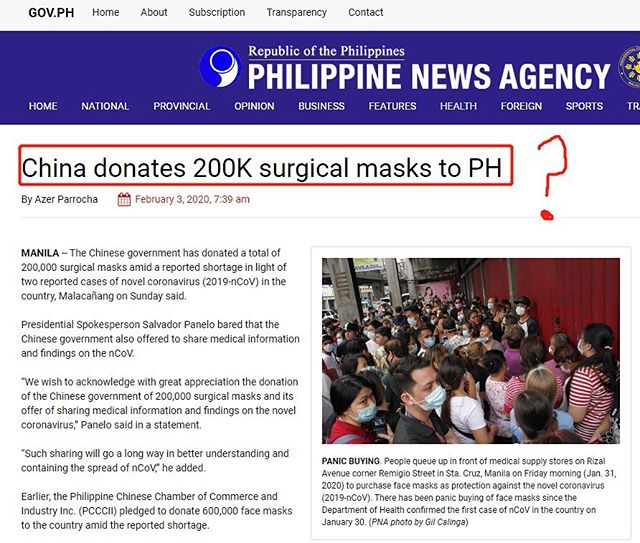 GOV.PH Home About Subscription Transparency Contact
Republic of the Philippines
PHILIPPINE NEWS AGENCY
HOME NATIONAL PROVINCIAL OPINION BUSINESS FEATURES HEALTH FOREIGN SPORTS
China donates 200K surgical masks to PH ?
By Azer Parrocha February 3, 2020, 7:39 am
MANILA -- The Chinese government has donated a total of
200,000 surgical masks amid a reported shortage in light of
two reported cases of novel coronavirus (2019-nCoV) in the
country, Malacañang on Sunday said.
Presidential Spokesperson Salvador Panelo bared that the
Chinese government also offered to share medical information
and findings on the nCoV.
“We wish to acknowledge with great appreciation the donation
of the Chinese government of 200,000 surgical masks and its
offer of sharing medical information and findings on the novel
coronavirus,” Panelo said in a statement.
“Such sharing will go a long way in better understanding and
containing the spread of nCoV,” he added.
Earlier, the Philippine Chinese Chamber of Commerce and
Industry Inc. (PCCCII) pledged to donate 600,000 face masks
to the country amid the reported shortage.
PANIC BUYING. People queue up in front of medical supply stores on Rizal
Avenue corner Remigio Street in Sta. Cruz, Manila on Friday morning (Jan. 31,
2020) to purchase face masks as protection against the novel coronavirus
(2019-nCoV). There has been panic buying of face masks since the
Department of Health confirmed the first case of nCoV in the country on
January 30. (PNA photo by Gil Calinga)